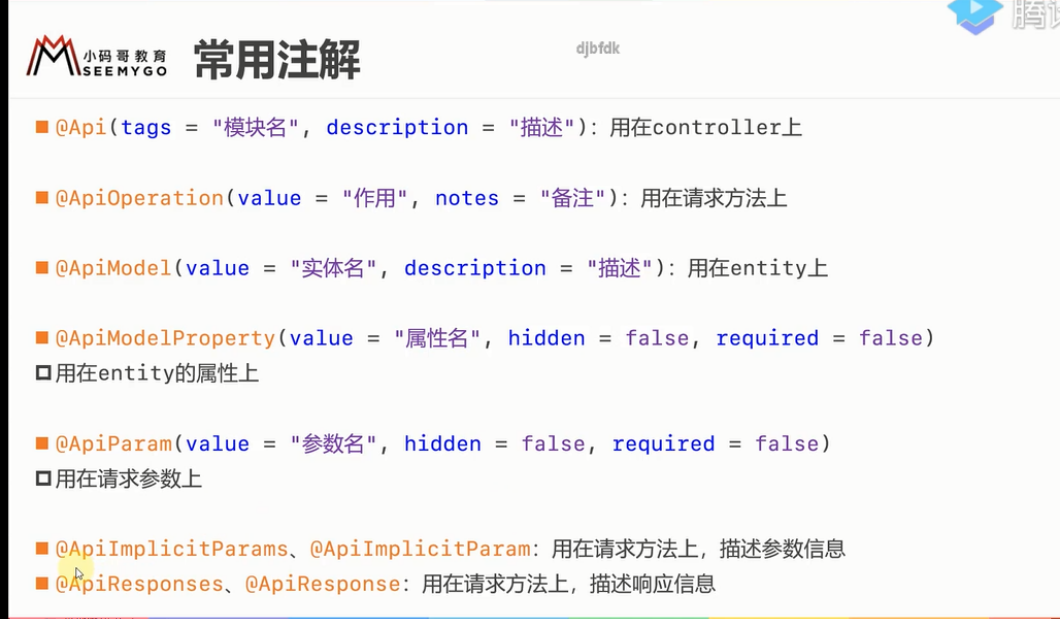 腾讯
小码哥教育
SEEMYGO
常用注解
djbfdk
@Api(tags = "模块名", description = "描述"): 用在controller上
@ApiOperation(value = "作用", notes = "备注"): 用在请求方法上
@ApiModel(value = "实体名", description = "描述"): 用在entity上
@ApiModelProperty(value = "属性名", hidden = false, required = false)
用在entity的属性上
@ApiParam(value = "参数名", hidden = false, required = false)
用在请求参数上
@ApiImplicitParams、@ApiImplicitParam: 用在请求方法上，描述参数信息
@ApiResponses、@ApiResponse: 用在请求方法上，描述响应信息